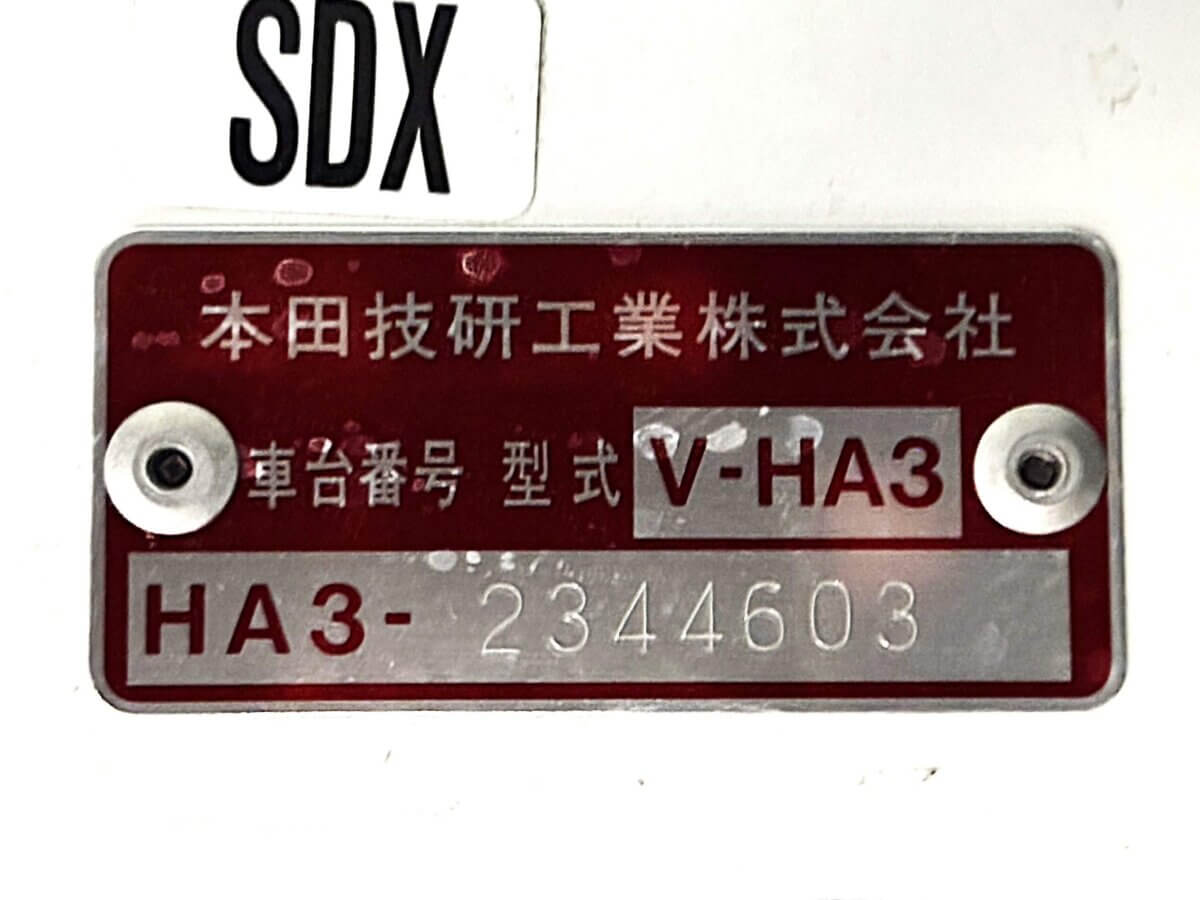 SDX
本田技研工業株式会社
車台番号 型式 V-HA3
HA3- 2344603